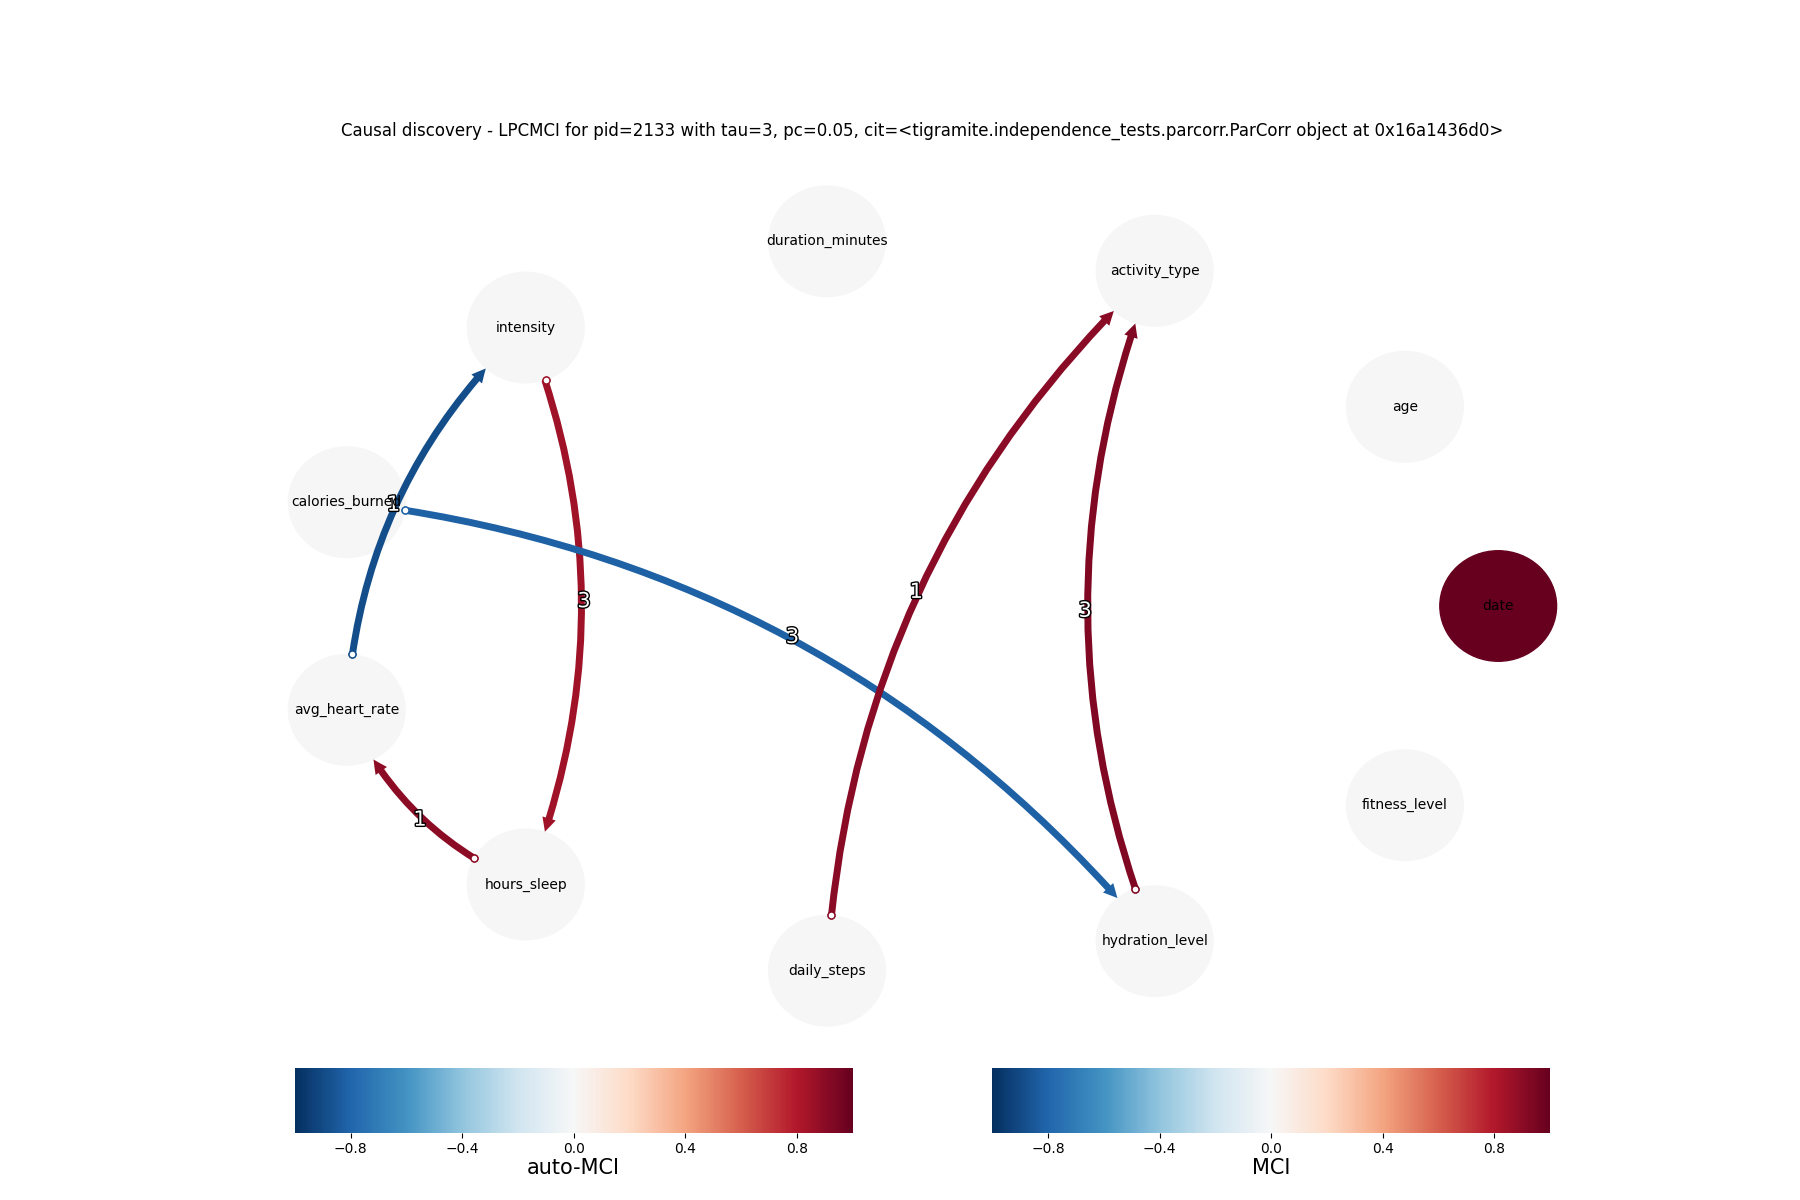 Causal discovery - LPCMCI for pid=2133 with tau=3, pc=0.05, cit=<tigramite.independence_tests.parcorr.ParCorr object at 0x16a1436d0>
duration_minutes
activity_type
intensity
age
calories_burned
1
1
3
3
date
3
avg_heart_rate
1
fitness_level
hours_sleep
hydration_level
daily_steps
−0.8 −0.4 0.0 0.4 0.8
auto-MCI
−0.8 −0.4 0.0 0.4 0.8
MCI